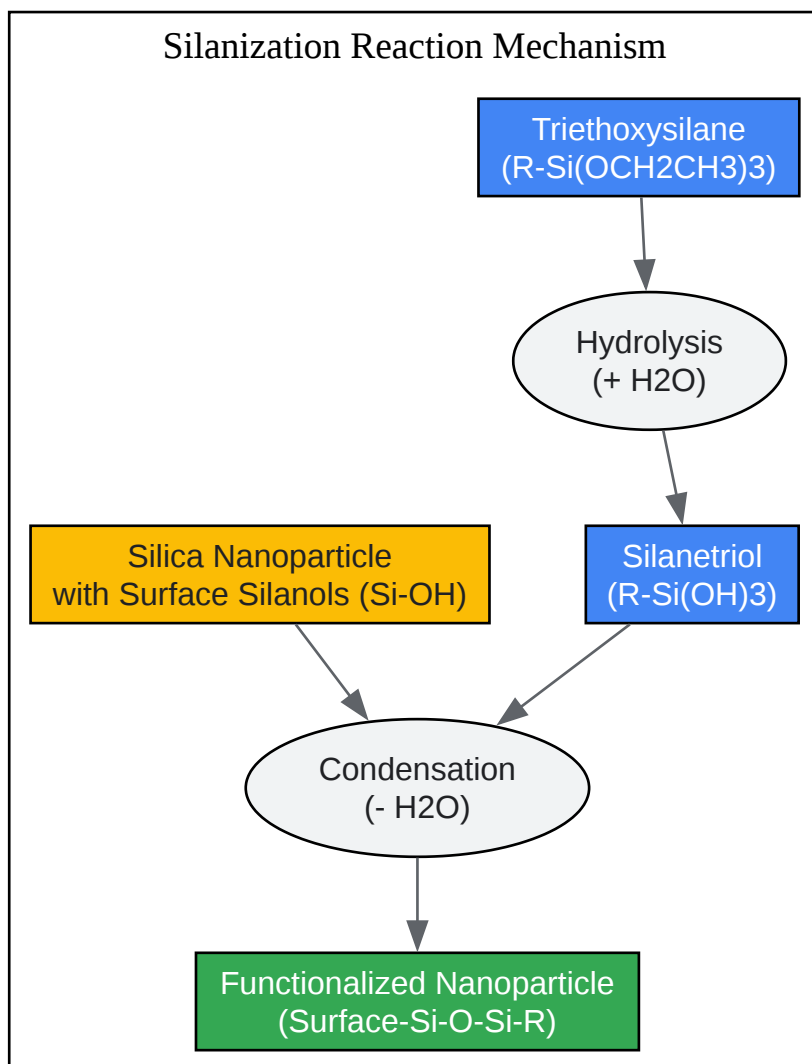 Silanization Reaction Mechanism
Triethoxysilane
(R-Si(OCH2CH3)3)
Hydrolysis
(+ H2O)
Silica Nanoparticle
with Surface Silanols (Si-OH)
Silanetriol
(R-Si(OH)3)
Condensation
(- H2O)
Functionalized Nanoparticle
(Surface-Si-O-Si-R)